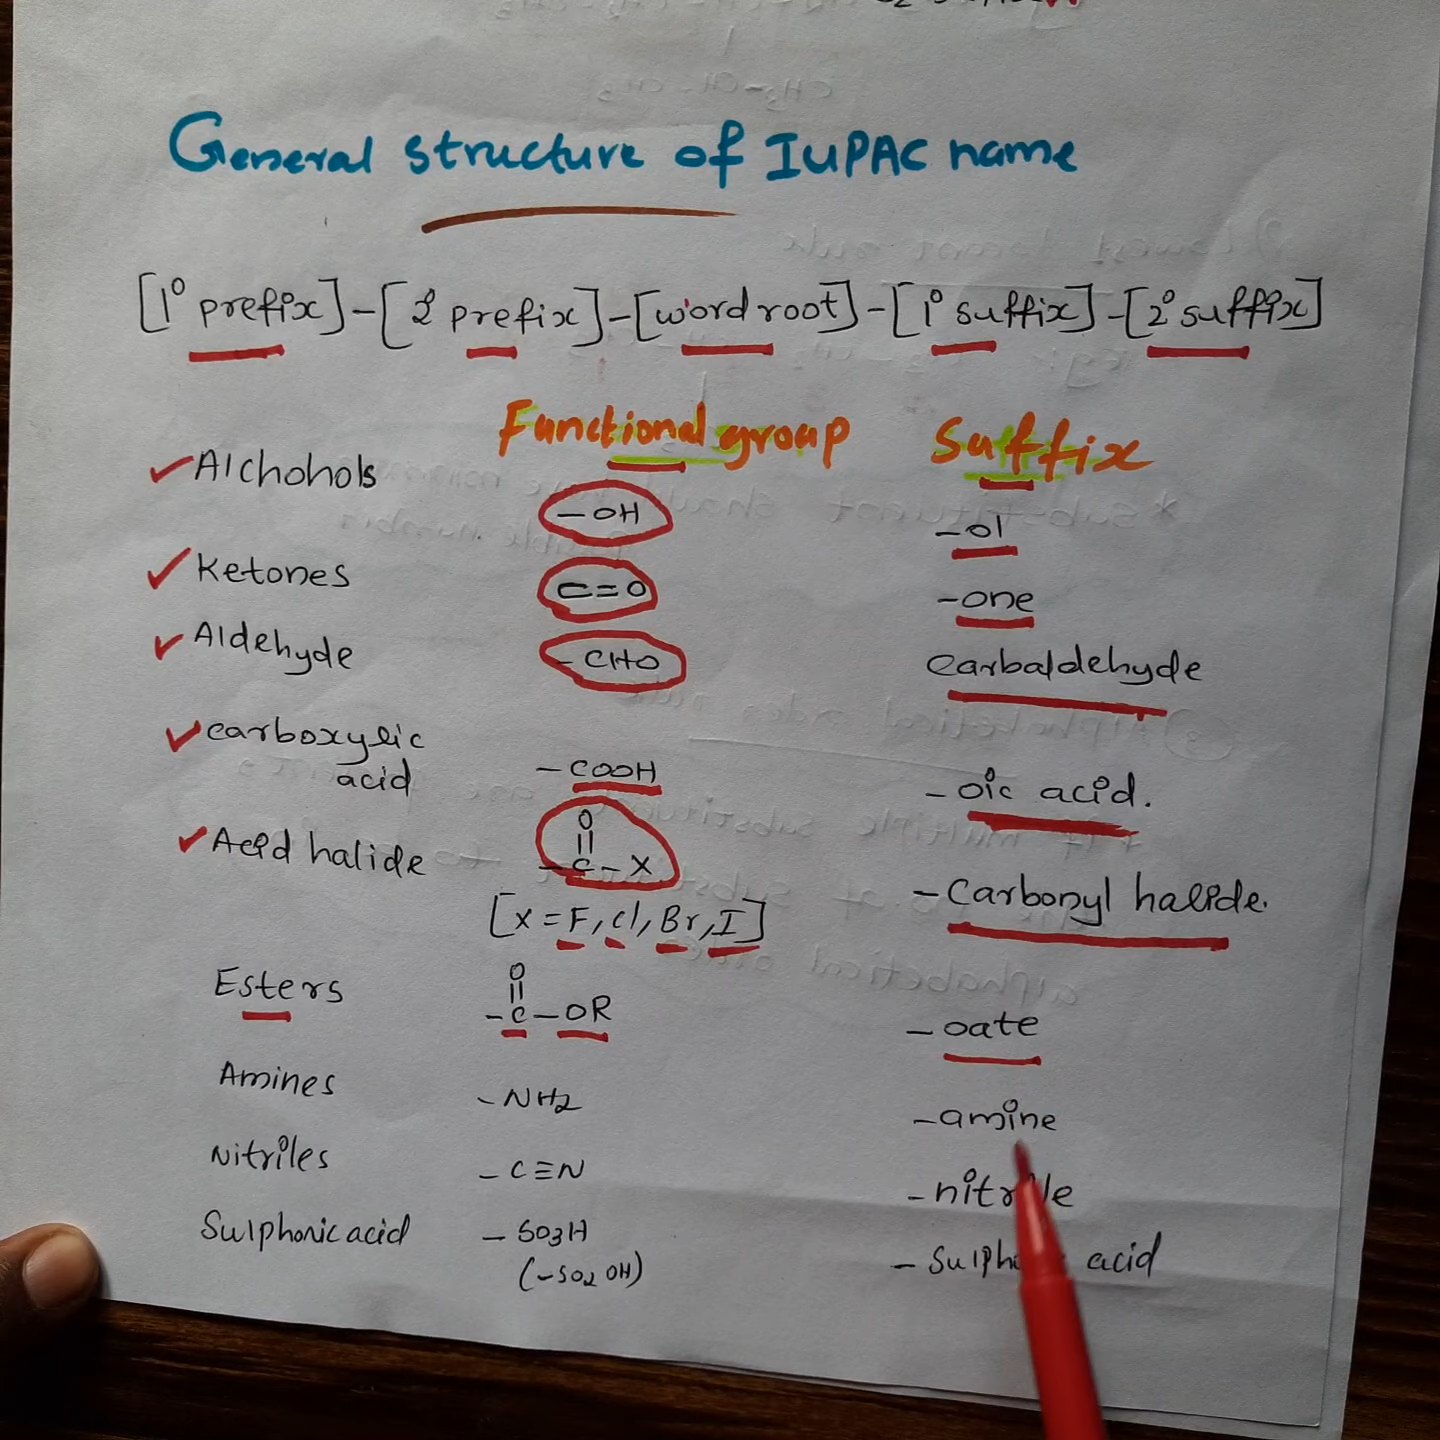 General structure of IUPAC name
[1° prefix]-[2° prefix]-[word root]-[1° suffix]-[2° suffix]
Functional group Suffix
Alchohols -OH -ol
Ketones C=O -one
Aldehyde -CHO carbaldehyde
carboxylic
acid -COOH -oic acid.
O
||
Acid halide -C-X -Carbonyl halide.
[X=F, Cl, Br, I]
O
||
Esters -C-OR -oate
Amines -NH2 -amine
Nitriles -C≡N
Sulphonic acid -SO3H acid
(-SO2OH)